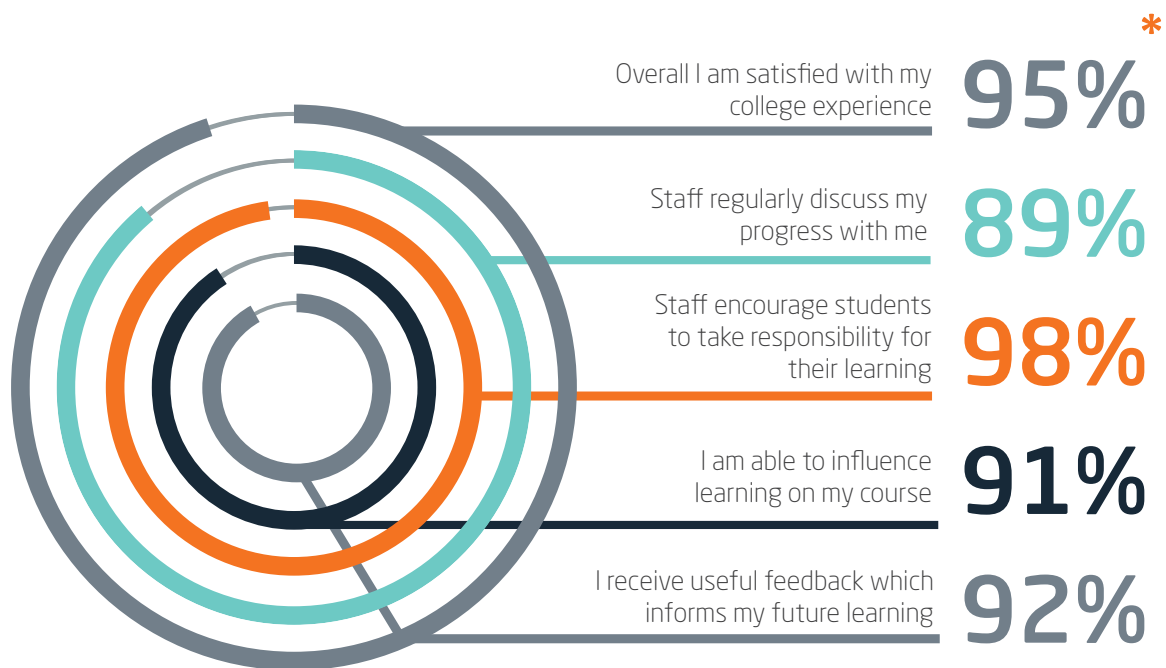 *
Overall I am satisfied with my
college experience
95%
Staff regularly discuss my
progress with me
89%
Staff encourage students
to take responsibility for
their learning
98%
I am able to influence
learning on my course
91%
I receive useful feedback which
informs my future learning
92%